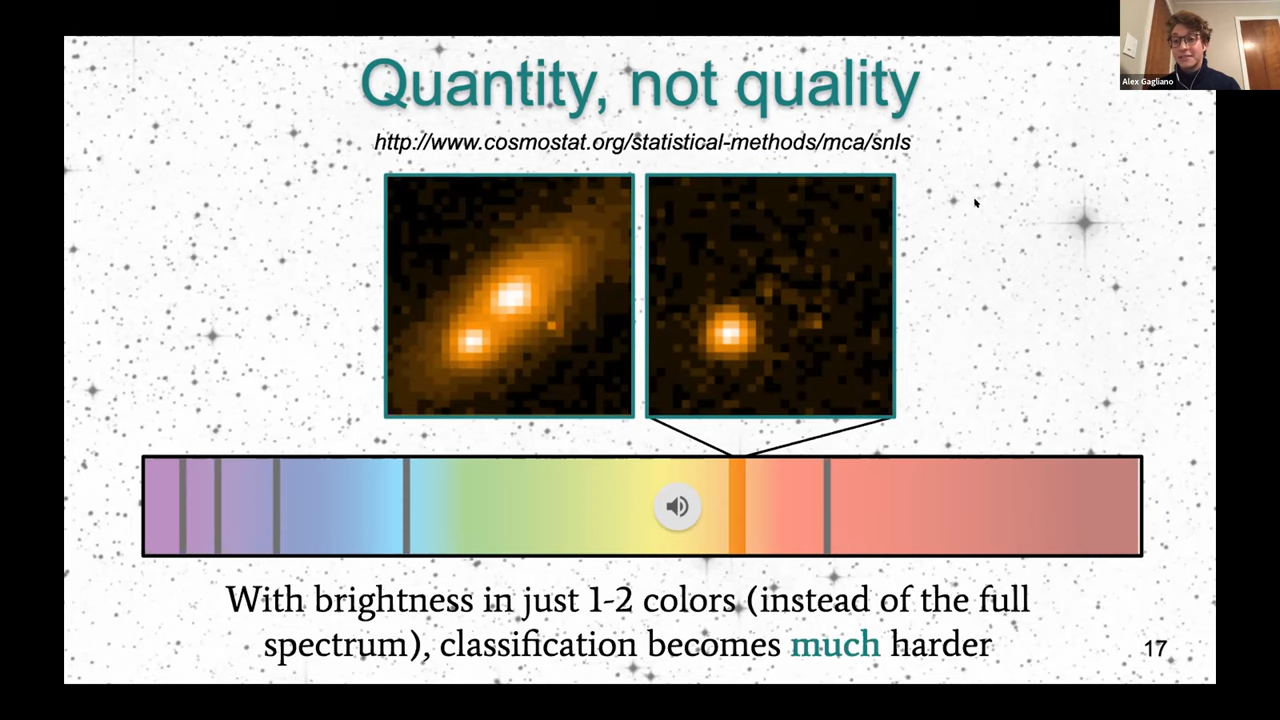 Quantity, not quality
Alex Gagliano
http://www.cosmostat.org/statistical-methods/mca/snls
With brightness in just 1-2 colors (instead of the full
spectrum), classification becomes much harder
17